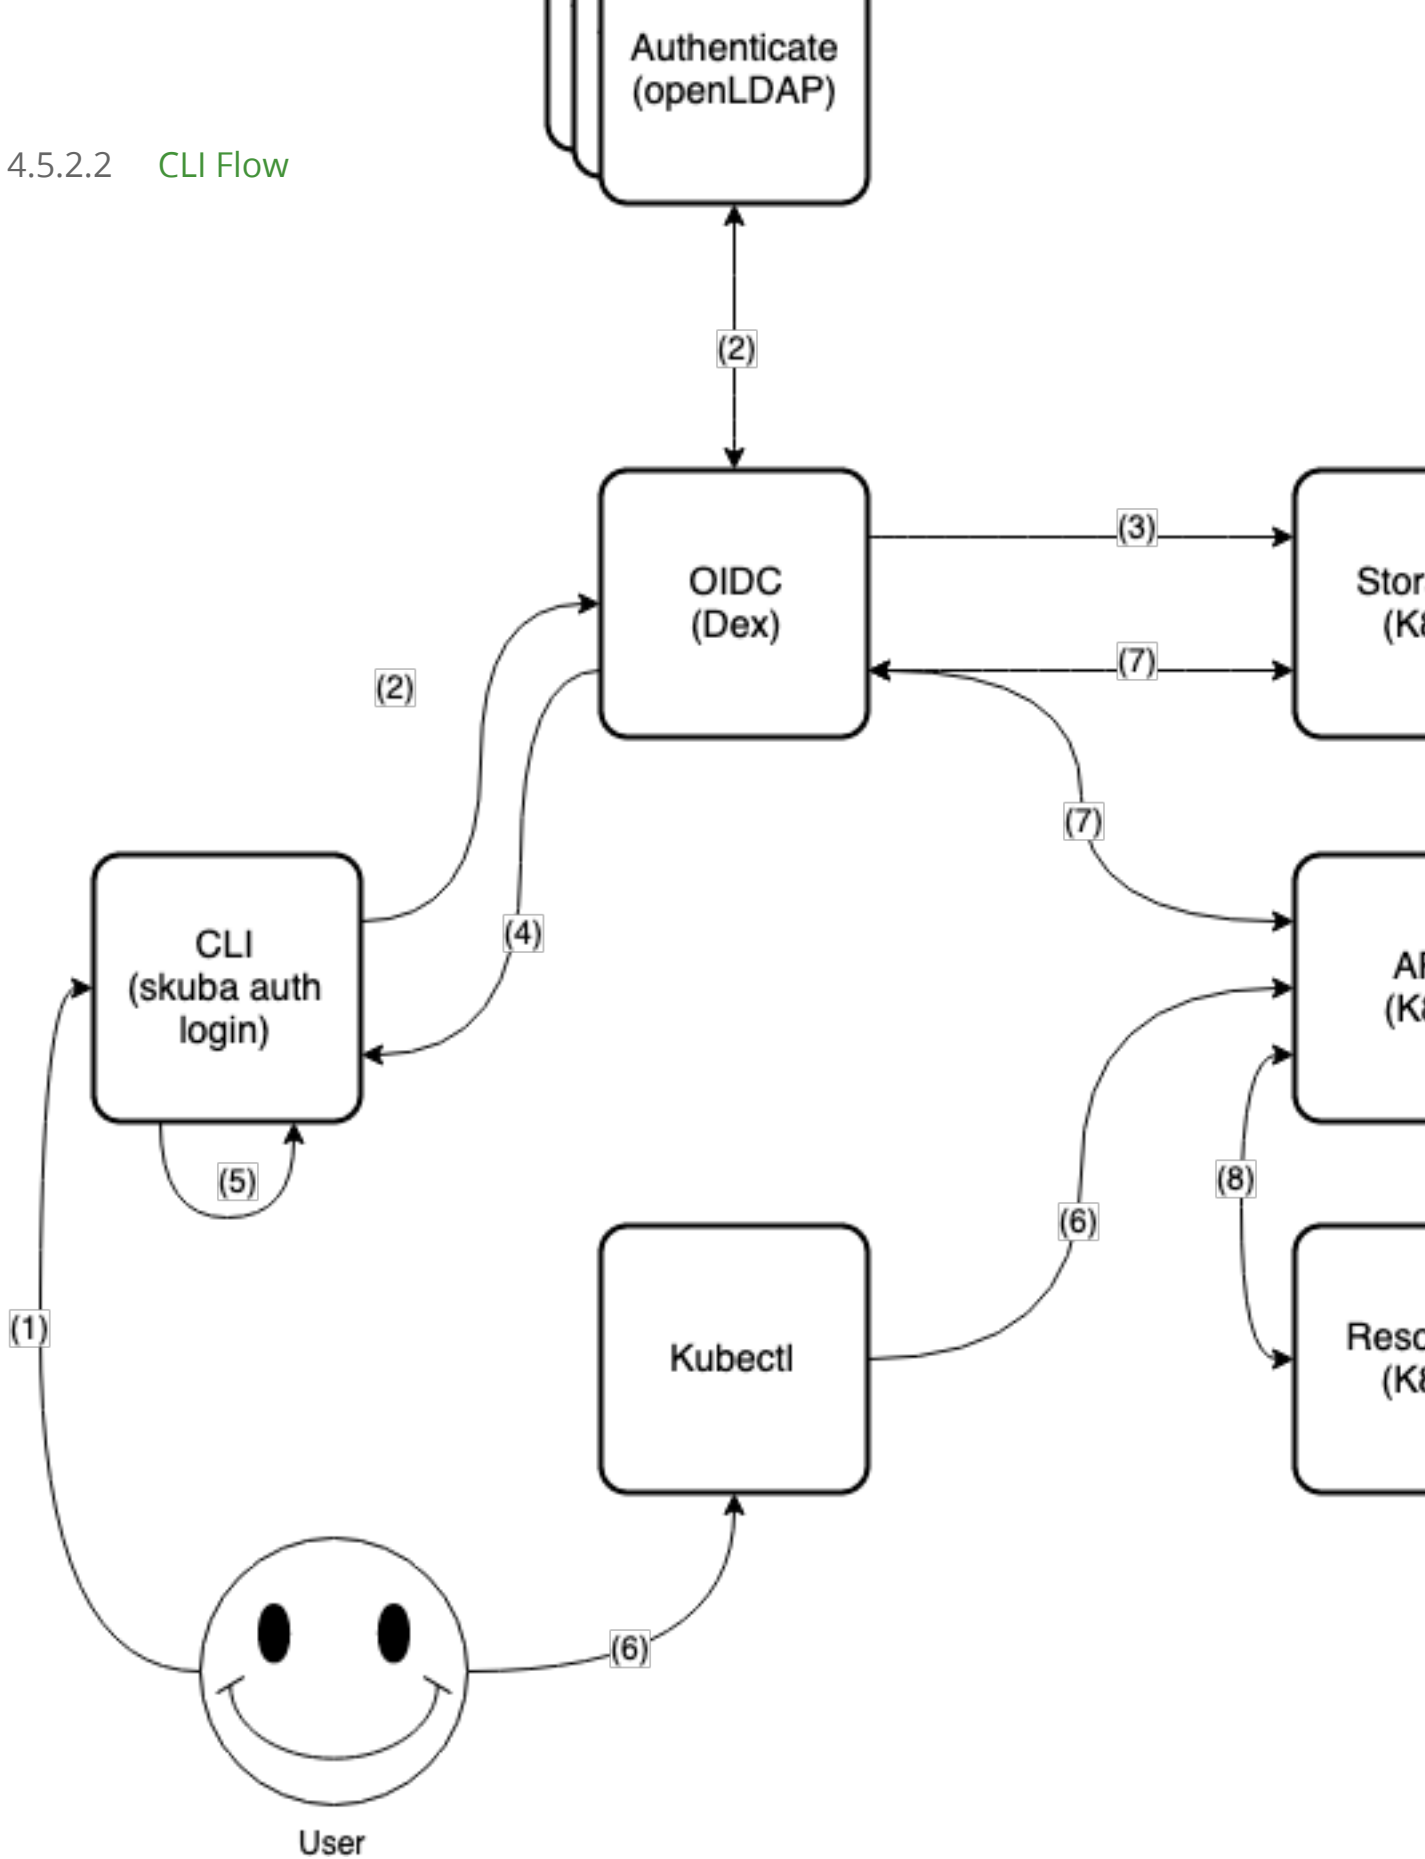 Authenticate
(openLDAP)
4.5.2.2 CLI Flow
(2)
(3)
OIDC
(Dex)
(7)
(2)
(7)
(4)
CLI
(skuba auth
login)
(5)
(8)
(6)
(1)
Kubectl
(6)
User